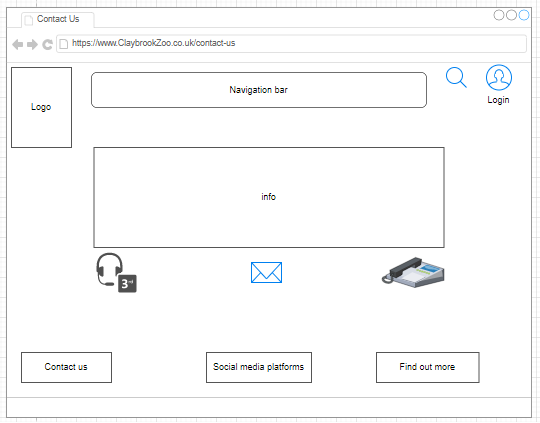 Contact Us
https://www.ClaybrookZoo.co.uk/contact-us
Logo
Navigation bar
Login
info
3rd
Contact us
Social media platforms
Find out more